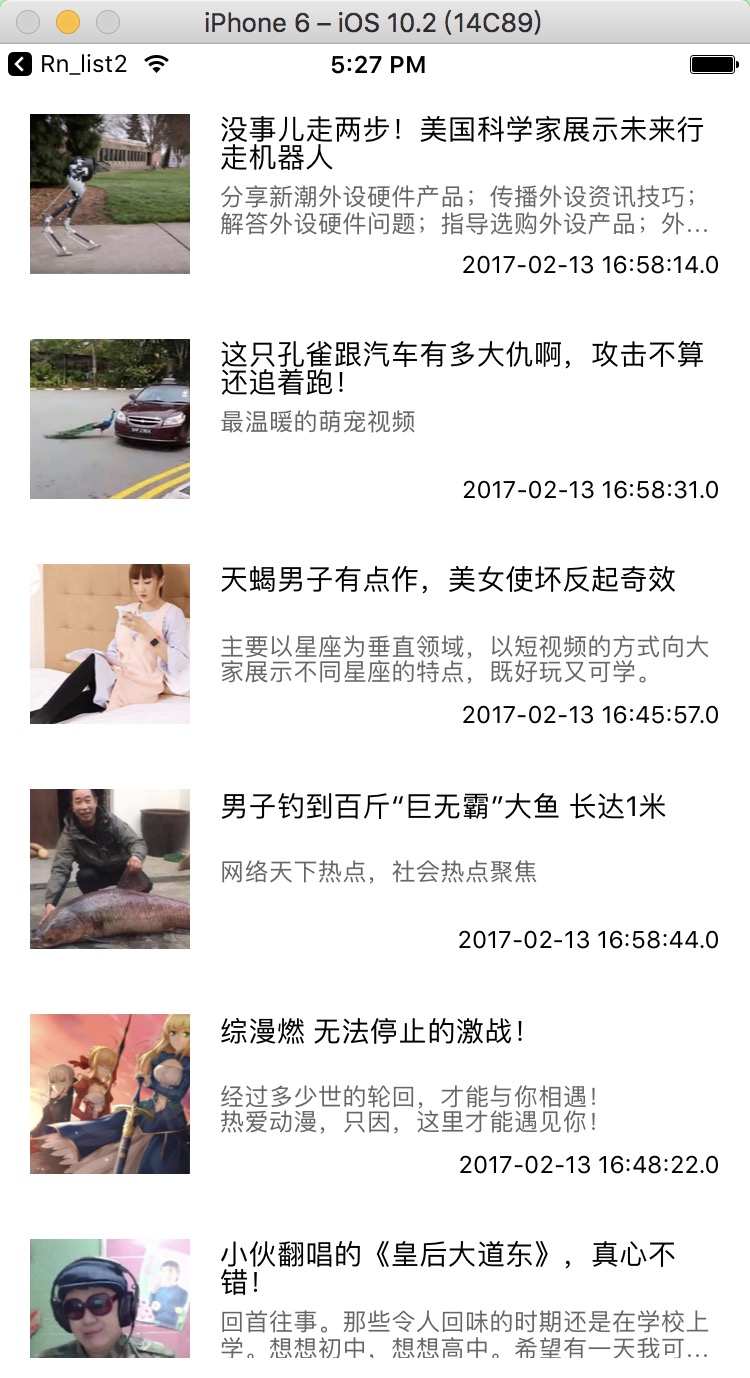 iPhone 6 – iOS 10.2 (14C89)
Rn_list2
5:27 PM
没事儿走两步！美国科学家展示未来行
走机器人
分享新潮外设硬件产品；传播外设资讯技巧；
解答外设硬件问题；指导选购外设产品；外...
2017-02-13 16:58:14.0
这只孔雀跟汽车有多大仇啊，攻击不算
还追着跑！
最温暖的萌宠视频
2017-02-13 16:58:31.0
天蝎男子有点作，美女使坏反起奇效
主要以星座为垂直领域，以短视频的方式向大
家展示不同星座的特点，既好玩又可学。
2017-02-13 16:45:57.0
男子钓到百斤“巨无霸”大鱼 长达1米
网络天下热点，社会热点聚焦
2017-02-13 16:58:44.0
综漫燃 无法停止的激战！
经过多少世的轮回，才能与你相遇！
热爱动漫，只因，这里才能遇见你！
2017-02-13 16:48:22.0
小伙翻唱的《皇后大道东》，真心不
错！
回首往事。那些令人回味的时期还是在学校上
学。想想初中，想想高中。希望有一天我可...